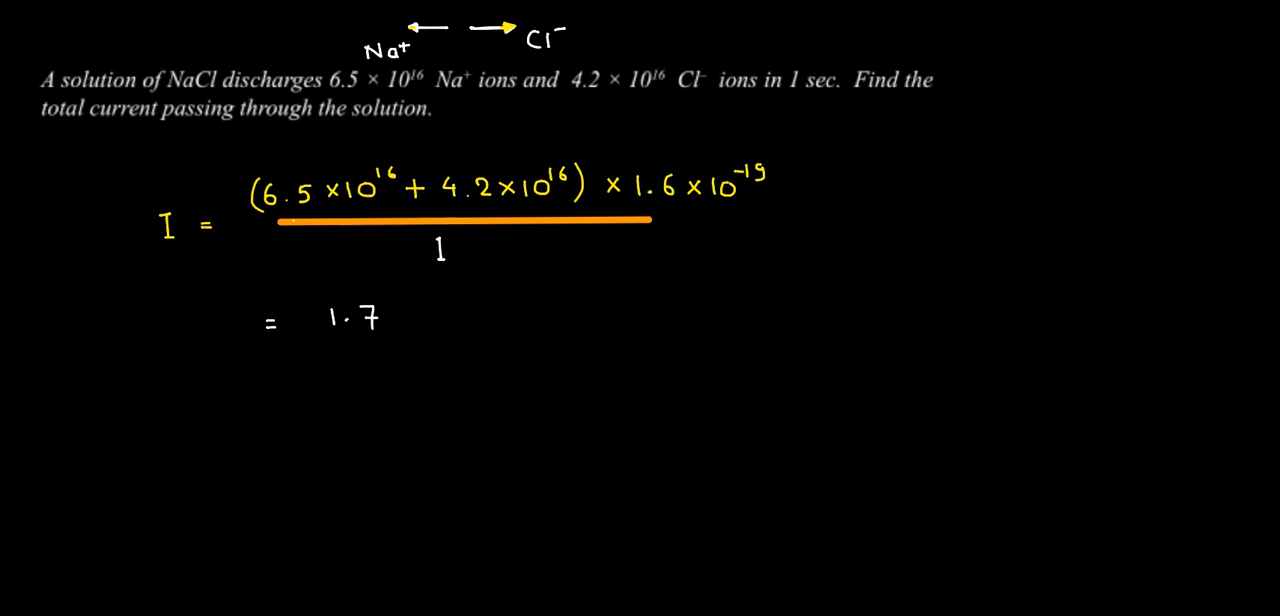 Na⁺ ← → Cl⁻
A solution of NaCl discharges 6.5 × 10¹⁶ Na⁺ ions and 4.2 × 10¹⁶ Cl⁻ ions in 1 sec. Find the
total current passing through the solution.
(6.5 ×10¹⁶ + 4.2×10¹⁶) × 1.6 ×10⁻¹⁹
I =
1
= 1.7